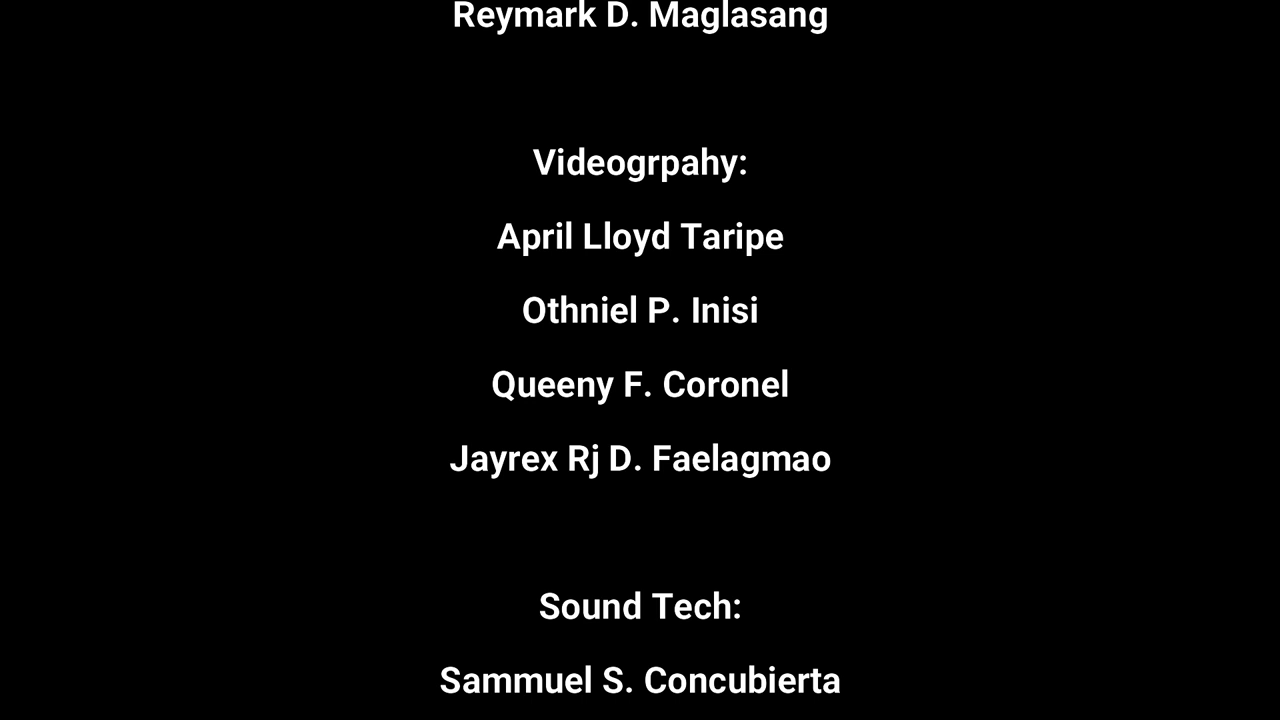 Reymark D. Maglasang
Videogrpahy:
April Lloyd Taripe
Othniel P. Inisi
Queeny F. Coronel
Jayrex Rj D. Faelagmao
Sound Tech:
Sammuel S. Concubierta